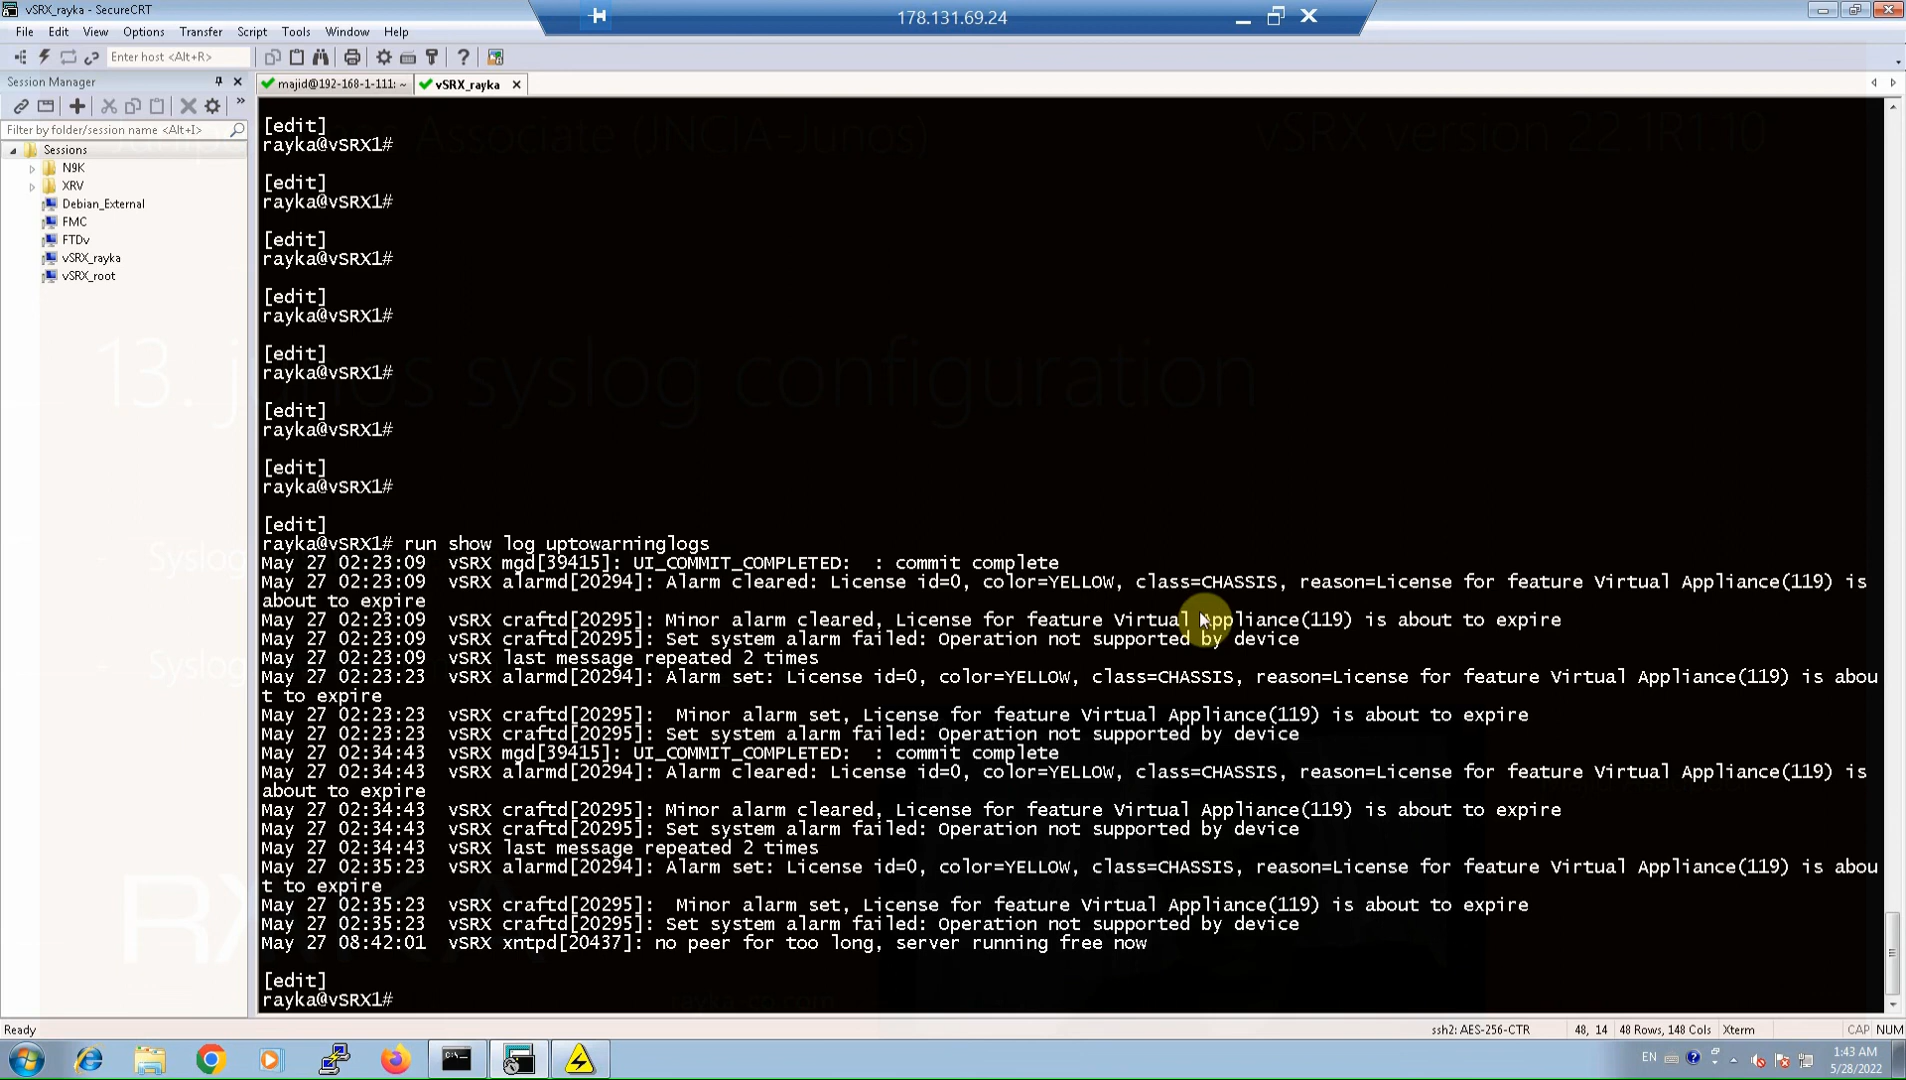 vSRX_rayka - SecureCRT
178.131.69.24
File Edit View Options Transfer Script Tools Window Help
Enter host <Alt+R>
Session Manager
majid@192-168-1-111: ~
vSRX_rayka
Filter by folder/session name <Alt+I>
Sessions
N9K
XRV
Debian_External
FMC
FTDv
vSRX_rayka
vSRX_root
Associate (JNCIA-Junos)
vSRX version 22.1R1.10
13. j os syslog configuration
Syslog
Syslog
[edit]
rayka@vSRX1#
[edit]
rayka@vSRX1#
[edit]
rayka@vSRX1#
[edit]
rayka@vSRX1#
[edit]
rayka@vSRX1#
[edit]
rayka@vSRX1#
[edit]
rayka@vSRX1#
[edit]
rayka@vSRX1# run show log uptowarninglogs
May 27 02:23:09  vSRX mgd[39415]: UI_COMMIT_COMPLETED:  : commit complete
May 27 02:23:09  vSRX alarmd[20294]: Alarm cleared: License id=0, color=YELLOW, class=CHASSIS, reason=License for feature Virtual Appliance(119) is
about to expire
May 27 02:23:09  vSRX craftd[20295]: Minor alarm cleared, License for feature Virtual Appliance(119) is about to expire
May 27 02:23:09  vSRX craftd[20295]: Set system alarm failed: Operation not supported by device
May 27 02:23:09  vSRX last message repeated 2 times
May 27 02:23:23  vSRX alarmd[20294]: Alarm set: License id=0, color=YELLOW, class=CHASSIS, reason=License for feature Virtual Appliance(119) is abou
t to expire
May 27 02:23:23  vSRX craftd[20295]:  Minor alarm set, License for feature Virtual Appliance(119) is about to expire
May 27 02:23:23  vSRX craftd[20295]: Set system alarm failed: Operation not supported by device
May 27 02:34:43  vSRX mgd[39415]: UI_COMMIT_COMPLETED:  : commit complete
May 27 02:34:43  vSRX alarmd[20294]: Alarm cleared: License id=0, color=YELLOW, class=CHASSIS, reason=License for feature Virtual Appliance(119) is
about to expire
May 27 02:34:43  vSRX craftd[20295]: Minor alarm cleared, License for feature Virtual Appliance(119) is about to expire
May 27 02:34:43  vSRX craftd[20295]: Set system alarm failed: Operation not supported by device
May 27 02:34:43  vSRX last message repeated 2 times
May 27 02:35:23  vSRX alarmd[20294]: Alarm set: License id=0, color=YELLOW, class=CHASSIS, reason=License for feature Virtual Appliance(119) is abou
t to expire
May 27 02:35:23  vSRX craftd[20295]:  Minor alarm set, License for feature Virtual Appliance(119) is about to expire
May 27 02:35:23  vSRX craftd[20295]: Set system alarm failed: Operation not supported by device
May 27 08:42:01  vSRX xntpd[20437]: no peer for too long, server running free now
[edit]
rayka@vSRX1#
Ready
ssh2: AES-256-CTR 48, 14 48 Rows, 148 Cols Xterm CAP NUM
EN
1:43 AM
5/28/2022